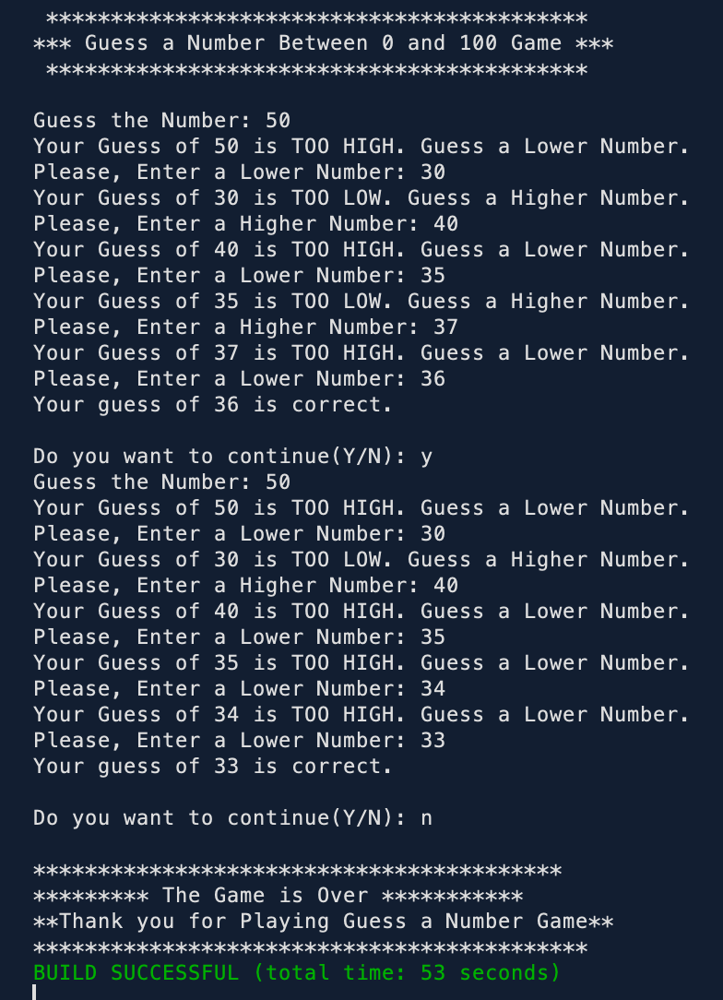 ******************************************
*** Guess a Number Between 0 and 100 Game ***
******************************************
Guess the Number: 50
Your Guess of 50 is TOO HIGH. Guess a Lower Number.
Please, Enter a Lower Number: 30
Your Guess of 30 is TOO LOW. Guess a Higher Number.
Please, Enter a Higher Number: 40
Your Guess of 40 is TOO HIGH. Guess a Lower Number.
Please, Enter a Lower Number: 35
Your Guess of 35 is TOO LOW. Guess a Higher Number.
Please, Enter a Higher Number: 37
Your Guess of 37 is TOO HIGH. Guess a Lower Number.
Please, Enter a Lower Number: 36
Your guess of 36 is correct.
Do you want to continue(Y/N): y
Guess the Number: 50
Your Guess of 50 is TOO HIGH. Guess a Lower Number.
Please, Enter a Lower Number: 30
Your Guess of 30 is TOO LOW. Guess a Higher Number.
Please, Enter a Higher Number: 40
Your Guess of 40 is TOO HIGH. Guess a Lower Number.
Please, Enter a Lower Number: 35
Your Guess of 35 is TOO HIGH. Guess a Lower Number.
Please, Enter a Lower Number: 34
Your Guess of 34 is TOO HIGH. Guess a Lower Number.
Please, Enter a Lower Number: 33
Your guess of 33 is correct.
Do you want to continue(Y/N): n
*****************************************
********* The Game is Over ***********
**Thank you for Playing Guess a Number Game**
*******************************************
BUILD SUCCESSFUL (total time: 53 seconds)